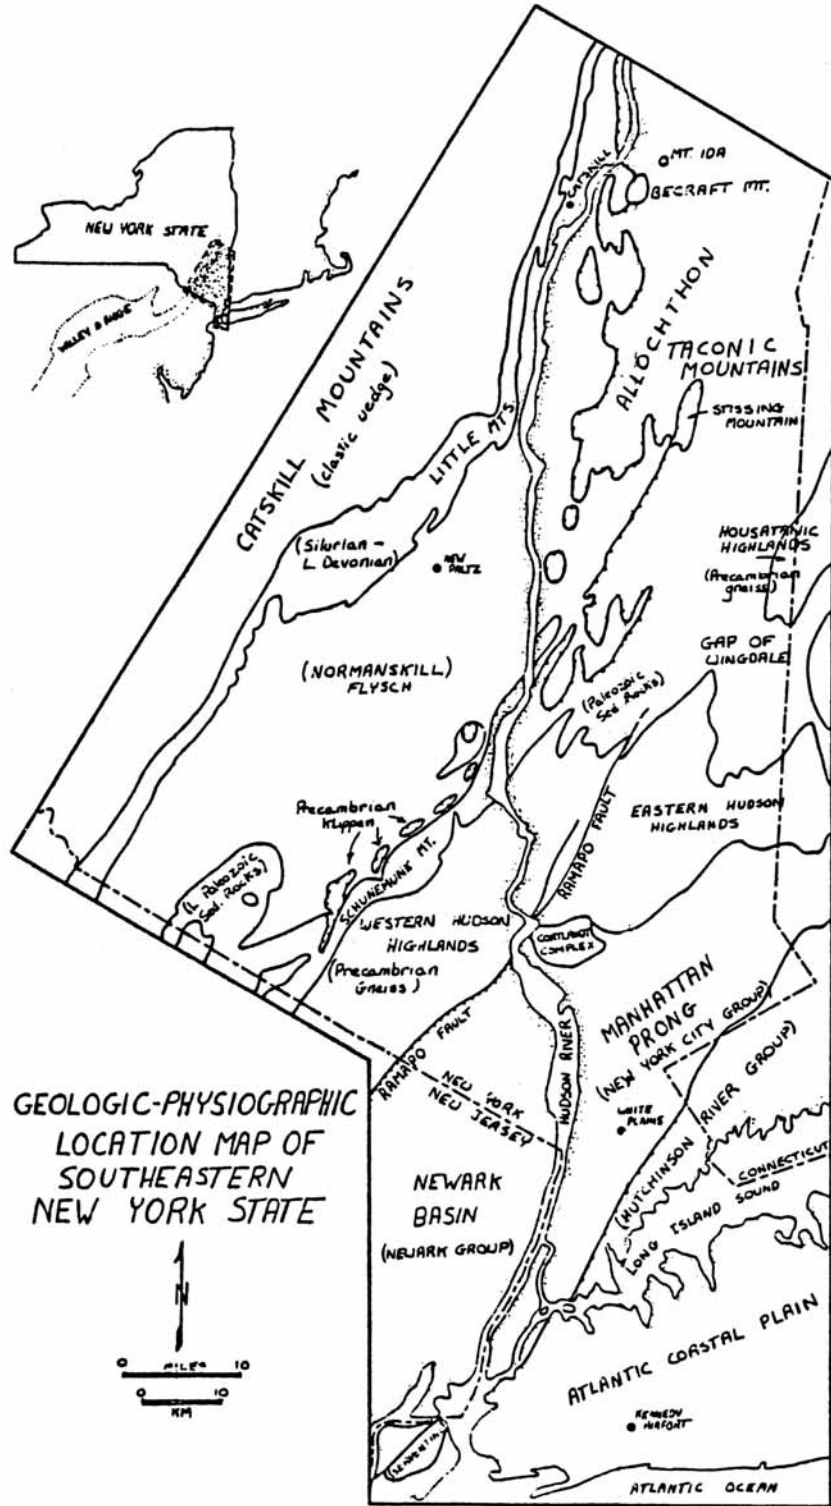 NEW YORK STATE
VALLEY & RIDGE
CATSKILL
MT. IDA
BECRAFT MT.
CATSKILL MOUNTAINS
(clastic wedge)
ALLOCHTHON
TACONIC
MOUNTAINS
STISSING
MOUNTAIN
LITTLE MTS.
(Silurian –
L. Devonian)
NEW
PALTZ
HOUSATANIC
HIGHLANDS
(Precambrian
gneiss)
GAP OF
WINGDALE
(NORMANSKILL)
FLYSCH
(Paleozoic
Sed. Rocks)
Precambrian
Klippen
EASTERN HUDSON
HIGHLANDS
RAMAPO FAULT
(L. Paleozoic
Sed. Rocks)
SCHUNEMUNK MT.
WESTERN HUDSON
HIGHLANDS
(Precambrian
Gneiss)
CORTLANDT
COMPLEX
MANHATTAN
PRONG
(NEW YORK CITY GROUP)
RAMAPO FAULT
HUDSON RIVER
NEW YORK
NEW JERSEY
WHITE
PLAINS
(HUTCHINSON RIVER GROUP)
CONNECTICUT
LONG ISLAND SOUND
GEOLOGIC-PHYSIOGRAPHIC
LOCATION MAP OF
SOUTHEASTERN
NEW YORK STATE
N
0 MILES 10
0 10
KM
NEWARK
BASIN
(NEWARK GROUP)
ATLANTIC COASTAL PLAIN
KENNEDY
AIRPORT
ATLANTIC OCEAN